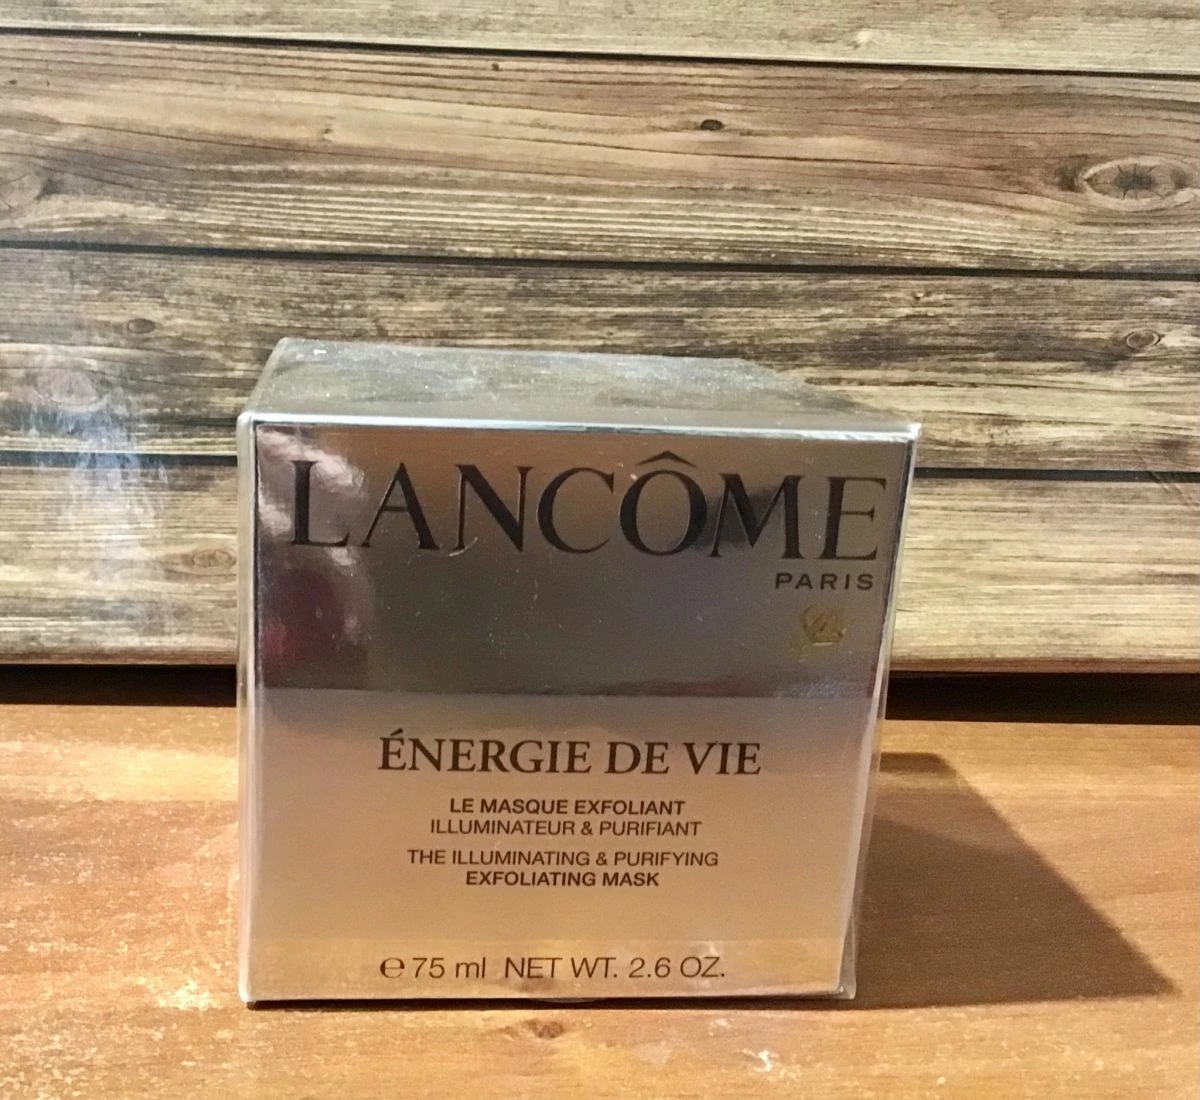 LANCÔME
PARIS
ÉNERGIE DE VIE
LE MASQUE EXFOLIANT
ILLUMINATEUR & PURIFIANT
THE ILLUMINATING & PURIFYING
EXFOLIATING MASK
℮ 75 ml NET WT. 2.6 OZ.